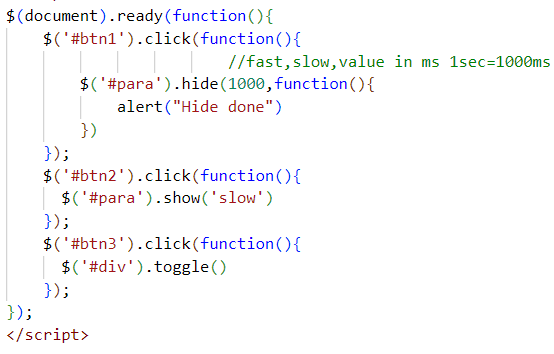 $(document).ready(function(){
$('#btn1').click(function(){
//fast,slow,value in ms 1sec=1000ms
$('#para').hide(1000,function(){
alert("Hide done")
})
});
$('#btn2').click(function(){
$('#para').show('slow')
});
$('#btn3').click(function(){
$('#div').toggle()
});
});
</script>